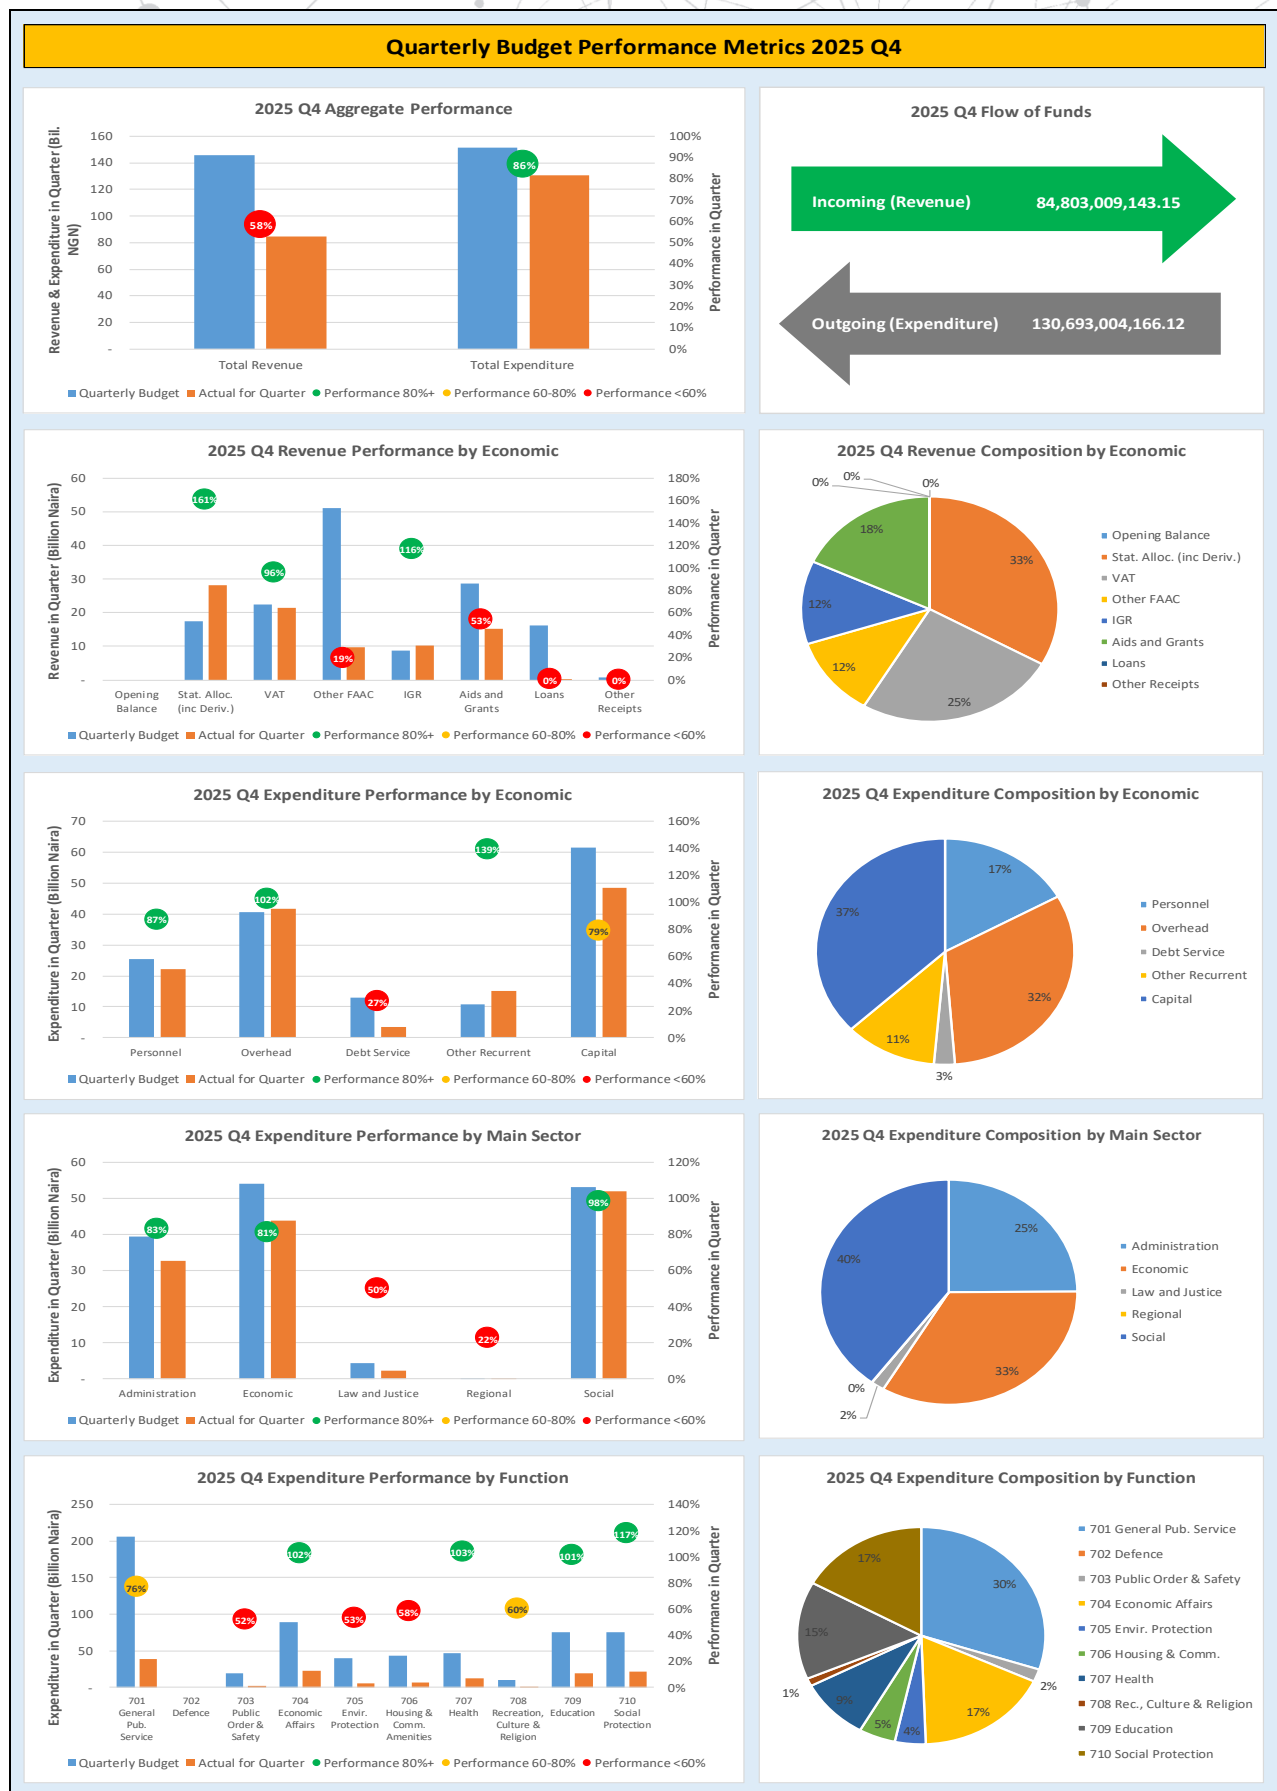 Quarterly Budget Performance Metrics 2025 Q4
2025 Q4 Aggregate Performance
Revenue & Expenditure in Quarter (Bil. NGN)
160
140
120
100
80
60
40
20
-
100%
90%
80%
70%
60%
50%
40%
30%
20%
10%
0%
Performance in Quarter
58%
86%
Total Revenue
Total Expenditure
Quarterly Budget
Actual for Quarter
Performance 80%+
Performance 60-80%
Performance <60%
2025 Q4 Flow of Funds
Incoming (Revenue) 84,803,009,143.15
Outgoing (Expenditure) 130,693,004,166.12
2025 Q4 Revenue Performance by Economic
Revenue in Quarter (Billion Naira)
60
50
40
30
20
10
-
180%
160%
140%
120%
100%
80%
60%
40%
20%
0%
Performance in Quarter
161%
96%
19%
116%
53%
0%
0%
Opening Balance
Stat. Alloc. (inc Deriv.)
VAT
Other FAAC
IGR
Aids and Grants
Loans
Other Receipts
Quarterly Budget
Actual for Quarter
Performance 80%+
Performance 60-80%
Performance <60%
2025 Q4 Revenue Composition by Economic
0%
0%
0%
18%
33%
12%
12%
25%
Opening Balance
Stat. Alloc. (inc Deriv.)
VAT
Other FAAC
IGR
Aids and Grants
Loans
Other Receipts
2025 Q4 Expenditure Performance by Economic
Expenditure in Quarter (Billion Naira)
70
60
50
40
30
20
10
-
160%
140%
120%
100%
80%
60%
40%
20%
0%
Performance in Quarter
87%
102%
27%
139%
79%
Personnel
Overhead
Debt Service
Other Recurrent
Capital
Quarterly Budget
Actual for Quarter
Performance 80%+
Performance 60-80%
Performance <60%
2025 Q4 Expenditure Composition by Economic
17%
37%
32%
11%
3%
Personnel
Overhead
Debt Service
Other Recurrent
Capital
2025 Q4 Expenditure Performance by Main Sector
Expenditure in Quarter (Billion Naira)
60
50
40
30
20
10
-
120%
100%
80%
60%
40%
20%
0%
Performance in Quarter
83%
81%
50%
22%
98%
Administration
Economic
Law and Justice
Regional
Social
Quarterly Budget
Actual for Quarter
Performance 80%+
Performance 60-80%
Performance <60%
2025 Q4 Expenditure Composition by Main Sector
25%
40%
33%
0%
2%
Administration
Economic
Law and Justice
Regional
Social
2025 Q4 Expenditure Performance by Function
Expenditure in Quarter (Billion Naira)
250
200
150
100
50
-
140%
120%
100%
80%
60%
40%
20%
0%
Performance in Quarter
76%
52%
102%
53%
58%
103%
60%
101%
117%
701 General Pub. Service
702 Defence
703 Public Order & Safety
704 Economic Affairs
705 Envir. Protection
706 Housing & Comm. Amenities
707 Health
708 Recreation, Culture & Religion
709 Education
710 Social Protection
Quarterly Budget
Actual for Quarter
Performance 80%+
Performance 60-80%
Performance <60%
2025 Q4 Expenditure Composition by Function
17%
30%
15%
2%
1%
9%
5%
4%
17%
701 General Pub. Service
702 Defence
703 Public Order & Safety
704 Economic Affairs
705 Envir. Protection
706 Housing & Comm.
707 Health
708 Rec., Culture & Religion
709 Education
710 Social Protection